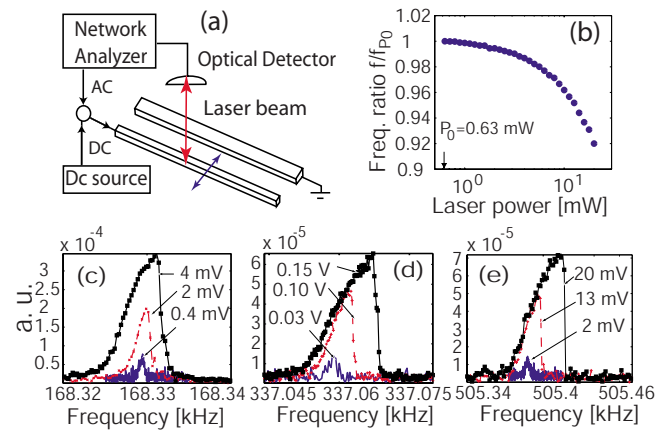 (a)
Network
Analyzer
Optical Detector
AC
Laser beam
DC
Dc source
(b)
Freq. ratio f/f_P0
1.02
1
0.98
0.96
0.94
0.92
0.9
P0=0.63 mW
10^0
10^1
Laser power [mW]
(c)
x 10^-4
a. u.
3
2.5
2
1.5
1
0.5
4 mV
2 mV
0.4 mV
168.32
168.33
168.34
Frequency [kHz]
(d)
x 10^-5
6
5
4
3
2
1
0.15 V
0.10 V
0.03 V
337.045
337.06
337.075
Frequency [kHz]
(e)
x 10^-5
7
6
5
4
3
2
1
20 mV
13 mV
2 mV
505.34
505.4
505.46
Frequency [kHz]